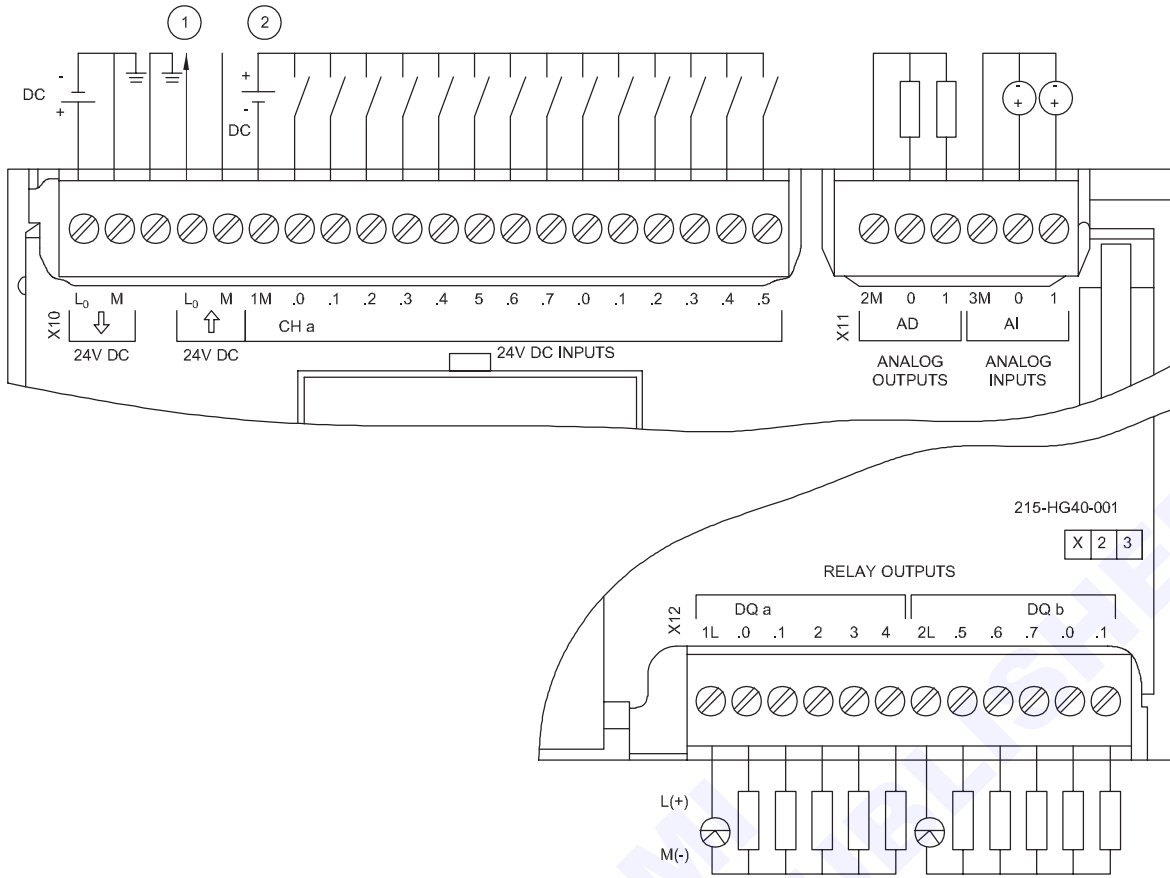 1 2
- +
DC
+ -
DC
L0 M L0 M 1M .0 .1 .2 .3 .4 5 .6 .7 .0 .1 .2 .3 .4 .5
X10
CH a
24V DC 24V DC 24V DC INPUTS
2M 0 1 3M 0 1
X11
AD AI
ANALOG OUTPUTS
ANALOG INPUTS
- + - +
215-HG40-001
X 2 3
RELAY OUTPUTS
X12
DQ a DQ b
1L .0 .1 2 3 4 2L .5 .6 .7 .0 .1
L(+)
M(-)